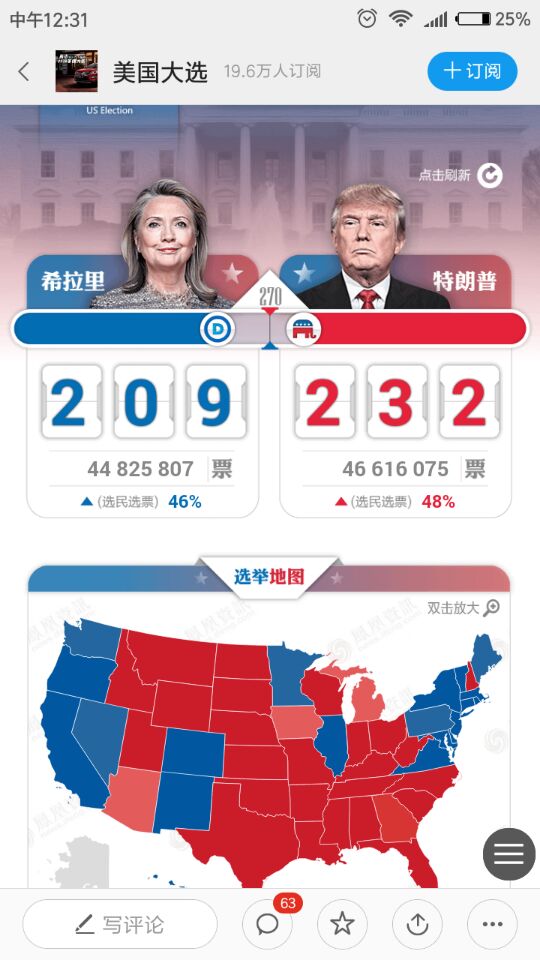 中午12:31
25%
美国大选 19.6万人订阅
+ 订阅
US Election
点击刷新
希拉里
特朗普
270
D
209
232
44 825 807 票
46 616 075 票
(选民选票) 46%
(选民选票) 48%
选举地图
双击放大
凤凰资讯
63
写评论